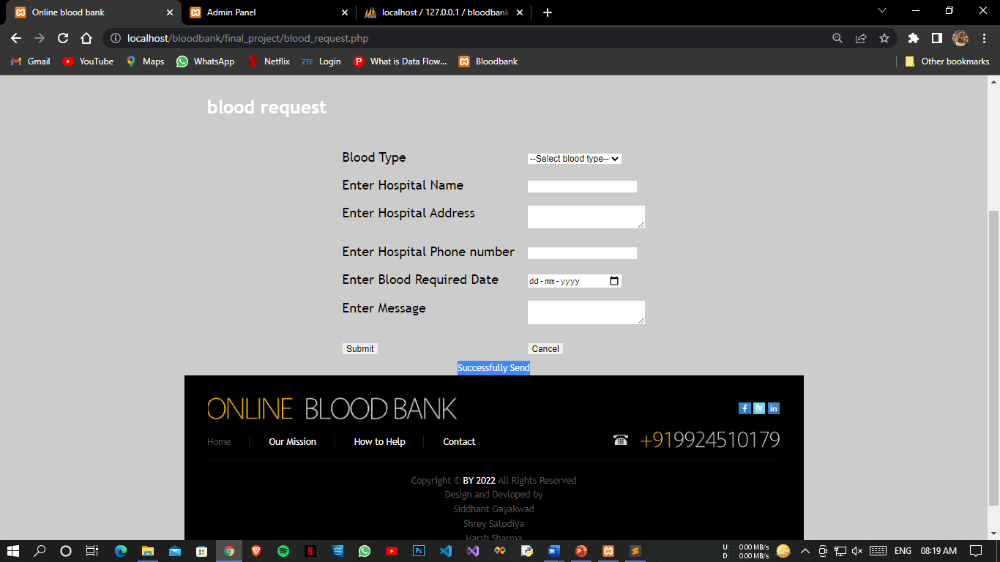 Online blood bank
Admin Panel
localhost / 127.0.0.1 / bloodbank
localhost/bloodbank/final_project/blood_request.php
Gmail
YouTube
Maps
WhatsApp
Netflix
ZTE Login
What is Data Flow...
Bloodbank
Other bookmarks
blood request
Blood Type
--Select blood type--
Enter Hospital Name
Enter Hospital Address
Enter Hospital Phone number
Enter Blood Required Date
dd-mm-yyyy
Enter Message
Submit
Cancel
Successfully Send
ONLINE BLOOD BANK
Home
Our Mission
How to Help
Contact
+919924510179
Copyright © BY 2022 All Rights Reserved
Design and Devloped by
Siddhant Gayakwad
Shrey Satodiya
Harsh Sharma
U: 0.00 MB/s
D: 0.00 MB/s
ENG
08:19 AM